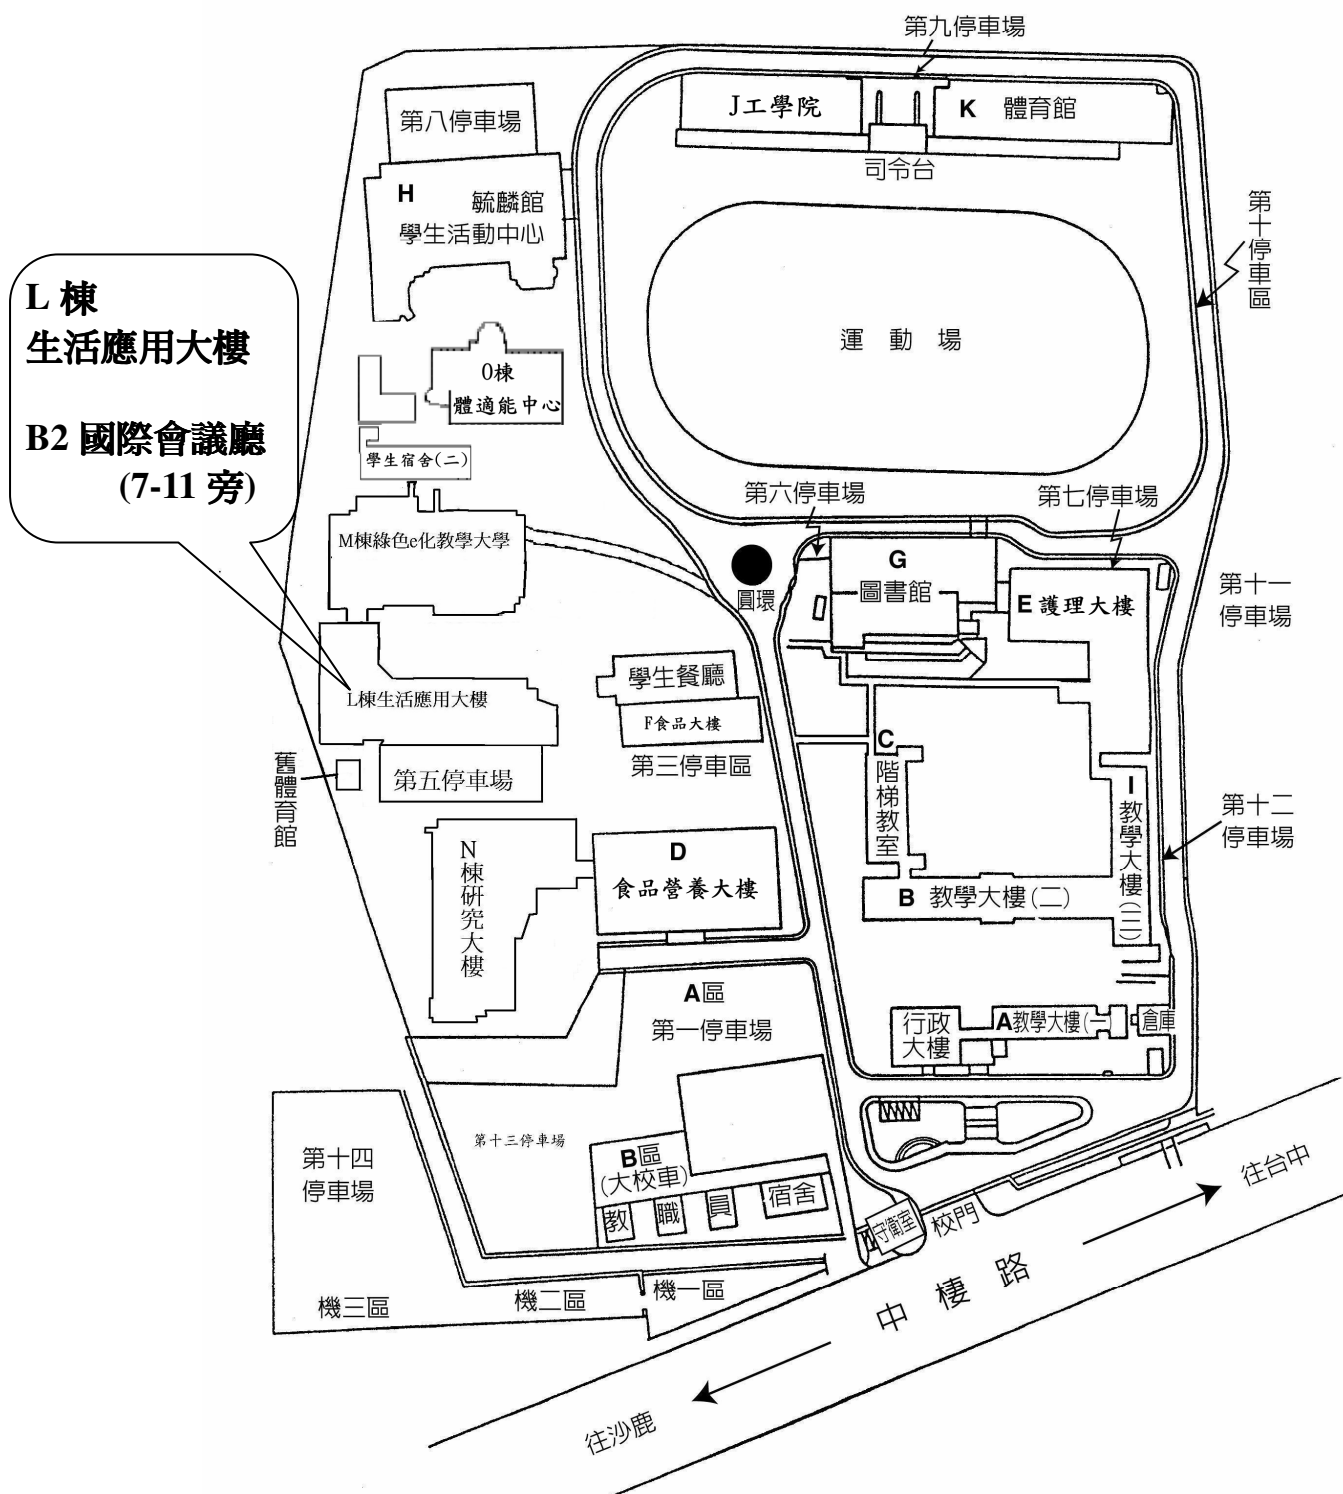 第九停車場
J工學院
K 體育館
司令台
第八停車場
H 毓麟館
學生活動中心
第十停車區
L 棟
生活應用大樓
B2 國際會議廳
(7-11 旁)
運動場
O棟
體適能中心
學生宿舍(二)
第六停車場
第七停車場
M棟綠色e化教學大學
圓環
G
圖書館
E 護理大樓
第十一
停車場
學生餐廳
L棟生活應用大樓
F食品大樓
第三停車區
舊體育館
第五停車場
C
階梯教室
I
教學大樓(三)
第十二
停車場
N棟研究大樓
D
食品營養大樓
B 教學大樓(二)
A區
第一停車場
行政
大樓
A教學大樓(一
倉庫
第十三停車場
第十四
停車場
B區
(大校車)
教職員宿舍
守衛室
校門
往台中
機一區
機二區
機三區
中棲路
往沙鹿